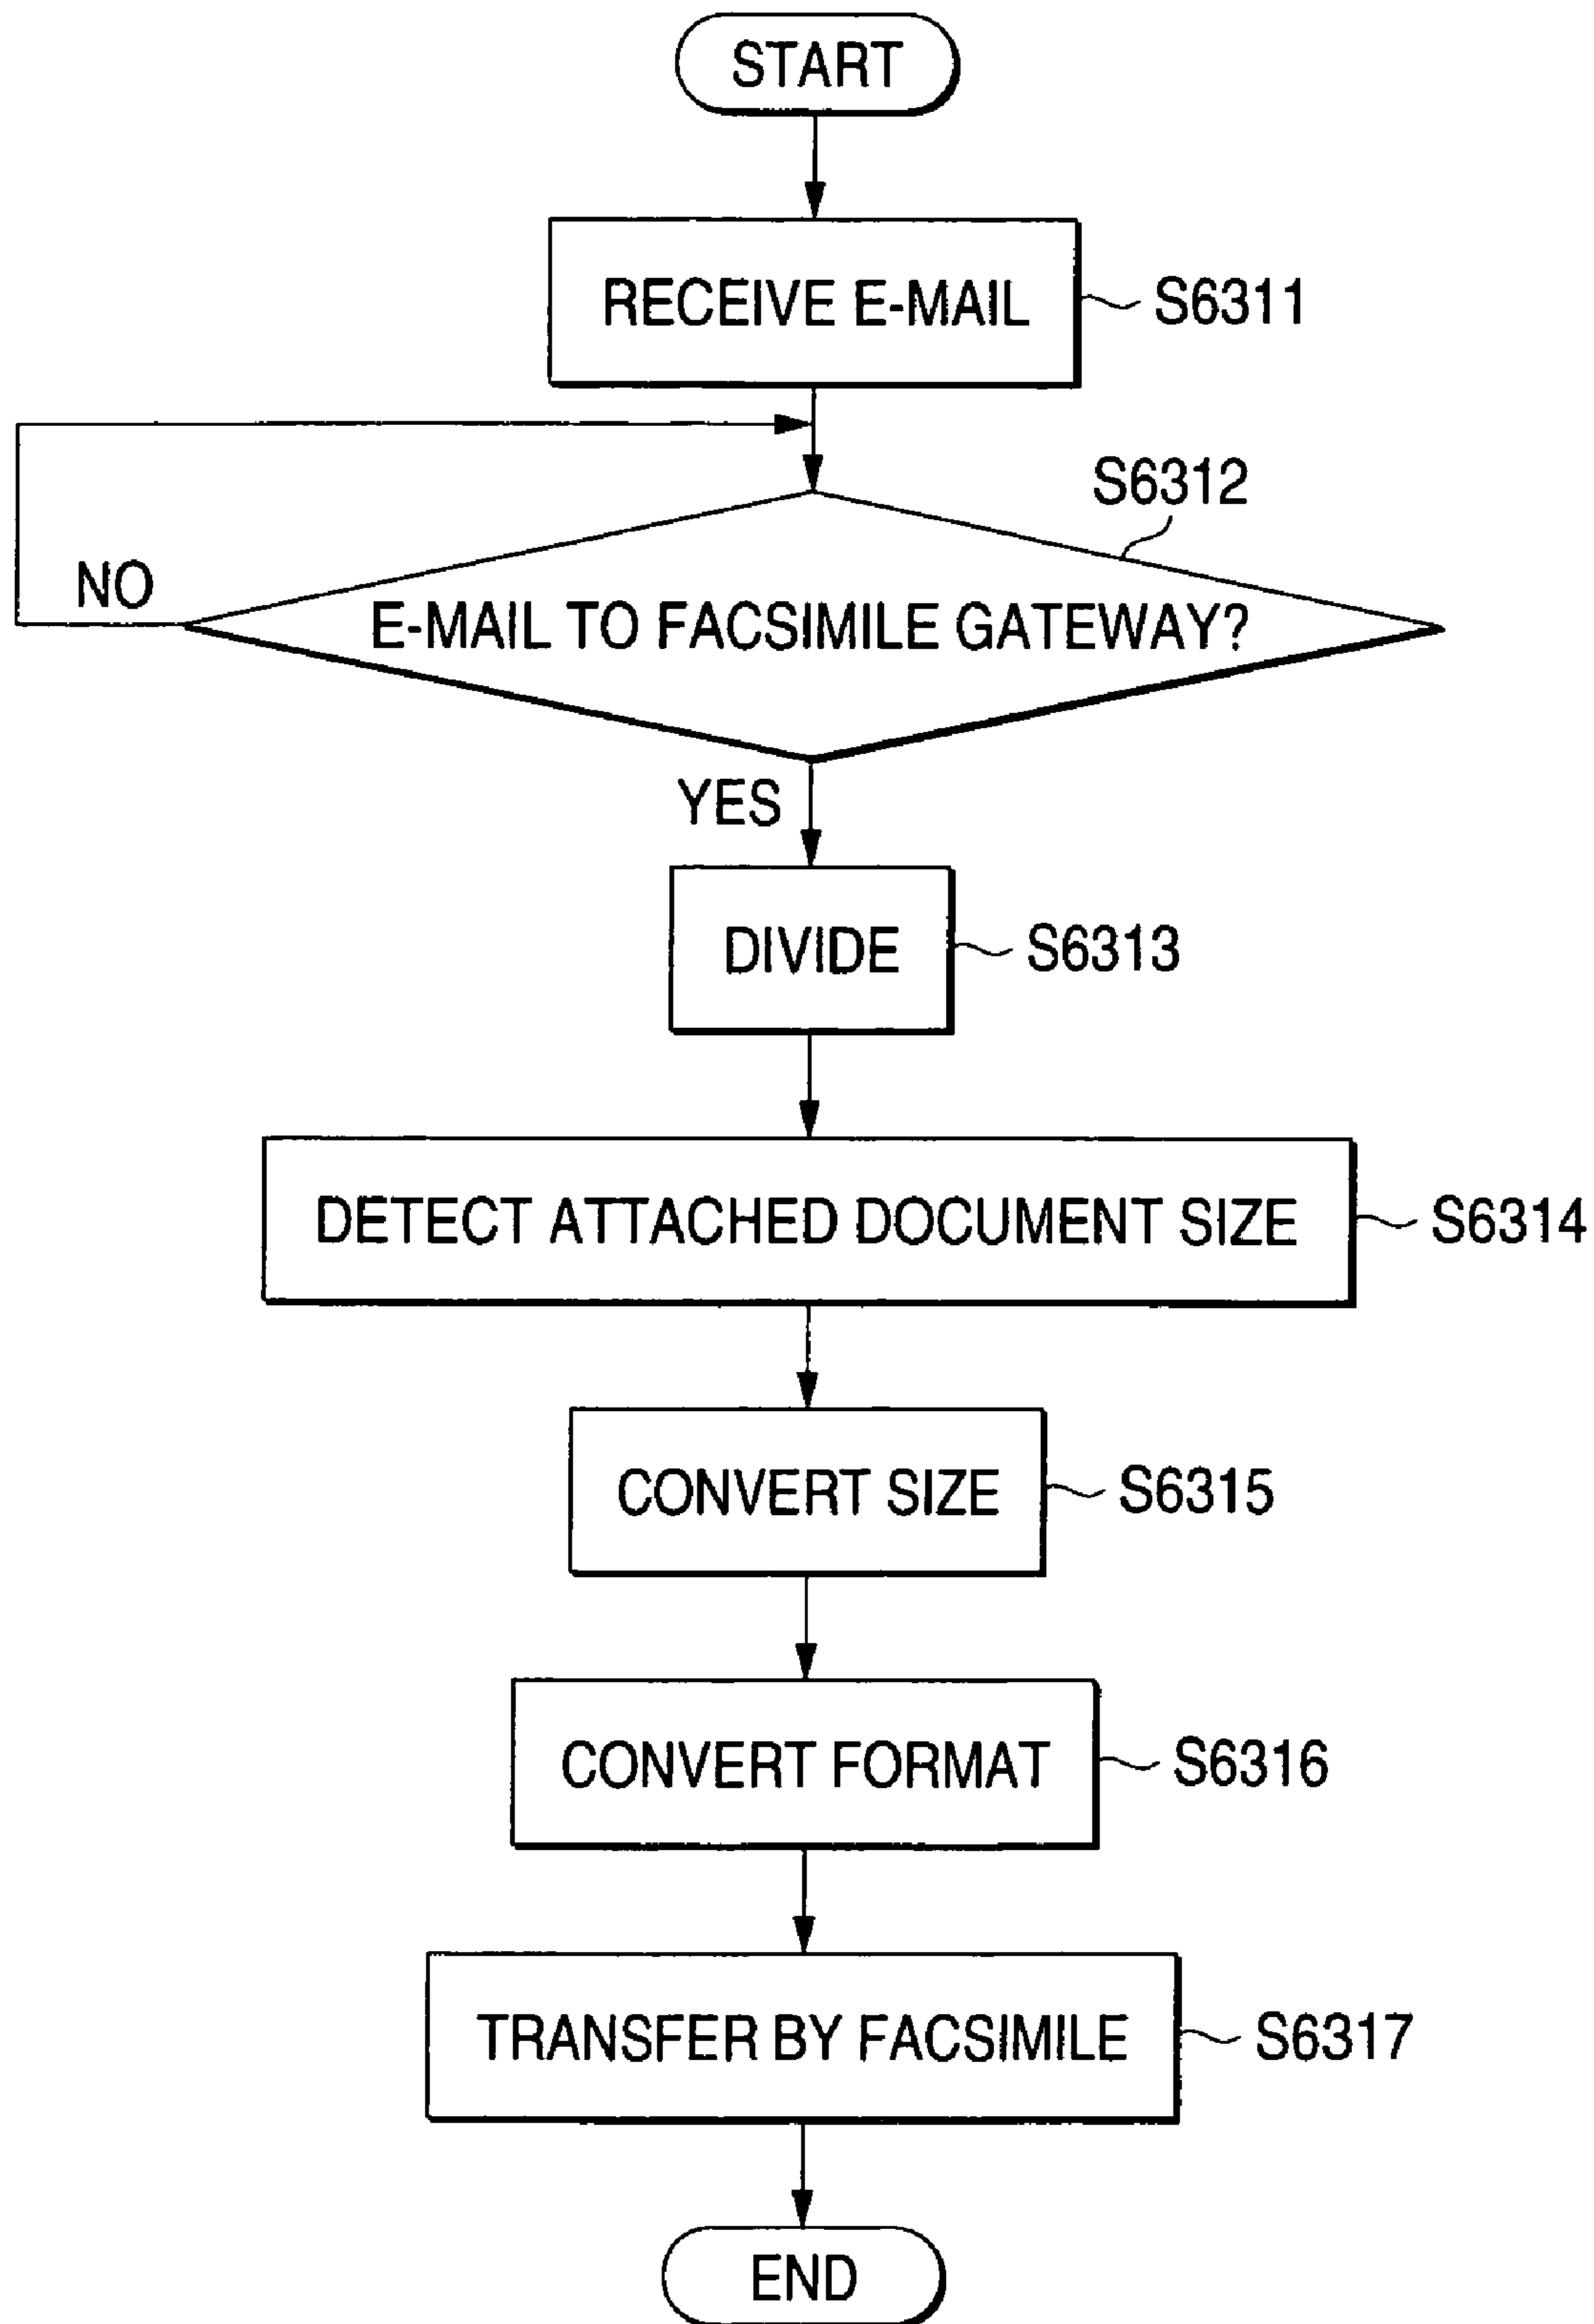 START
RECEIVE E-MAIL
S6311
S6312
NO
E-MAIL TO FACSIMILE GATEWAY?
YES
DIVIDE
S6313
DETECT ATTACHED DOCUMENT SIZE
S6314
CONVERT SIZE
S6315
CONVERT FORMAT
S6316
TRANSFER BY FACSIMILE
S6317
END